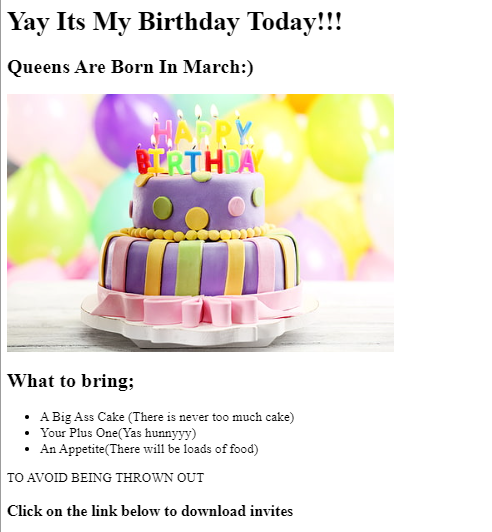 Yay Its My Birthday Today!!!
Queens Are Born In March:)
HAPPY
BIRTHDAY
What to bring;
A Big Ass Cake (There is never too much cake)
Your Plus One(Yas hunnyyy)
An Appetite(There will be loads of food)
TO AVOID BEING THROWN OUT
Click on the link below to download invites